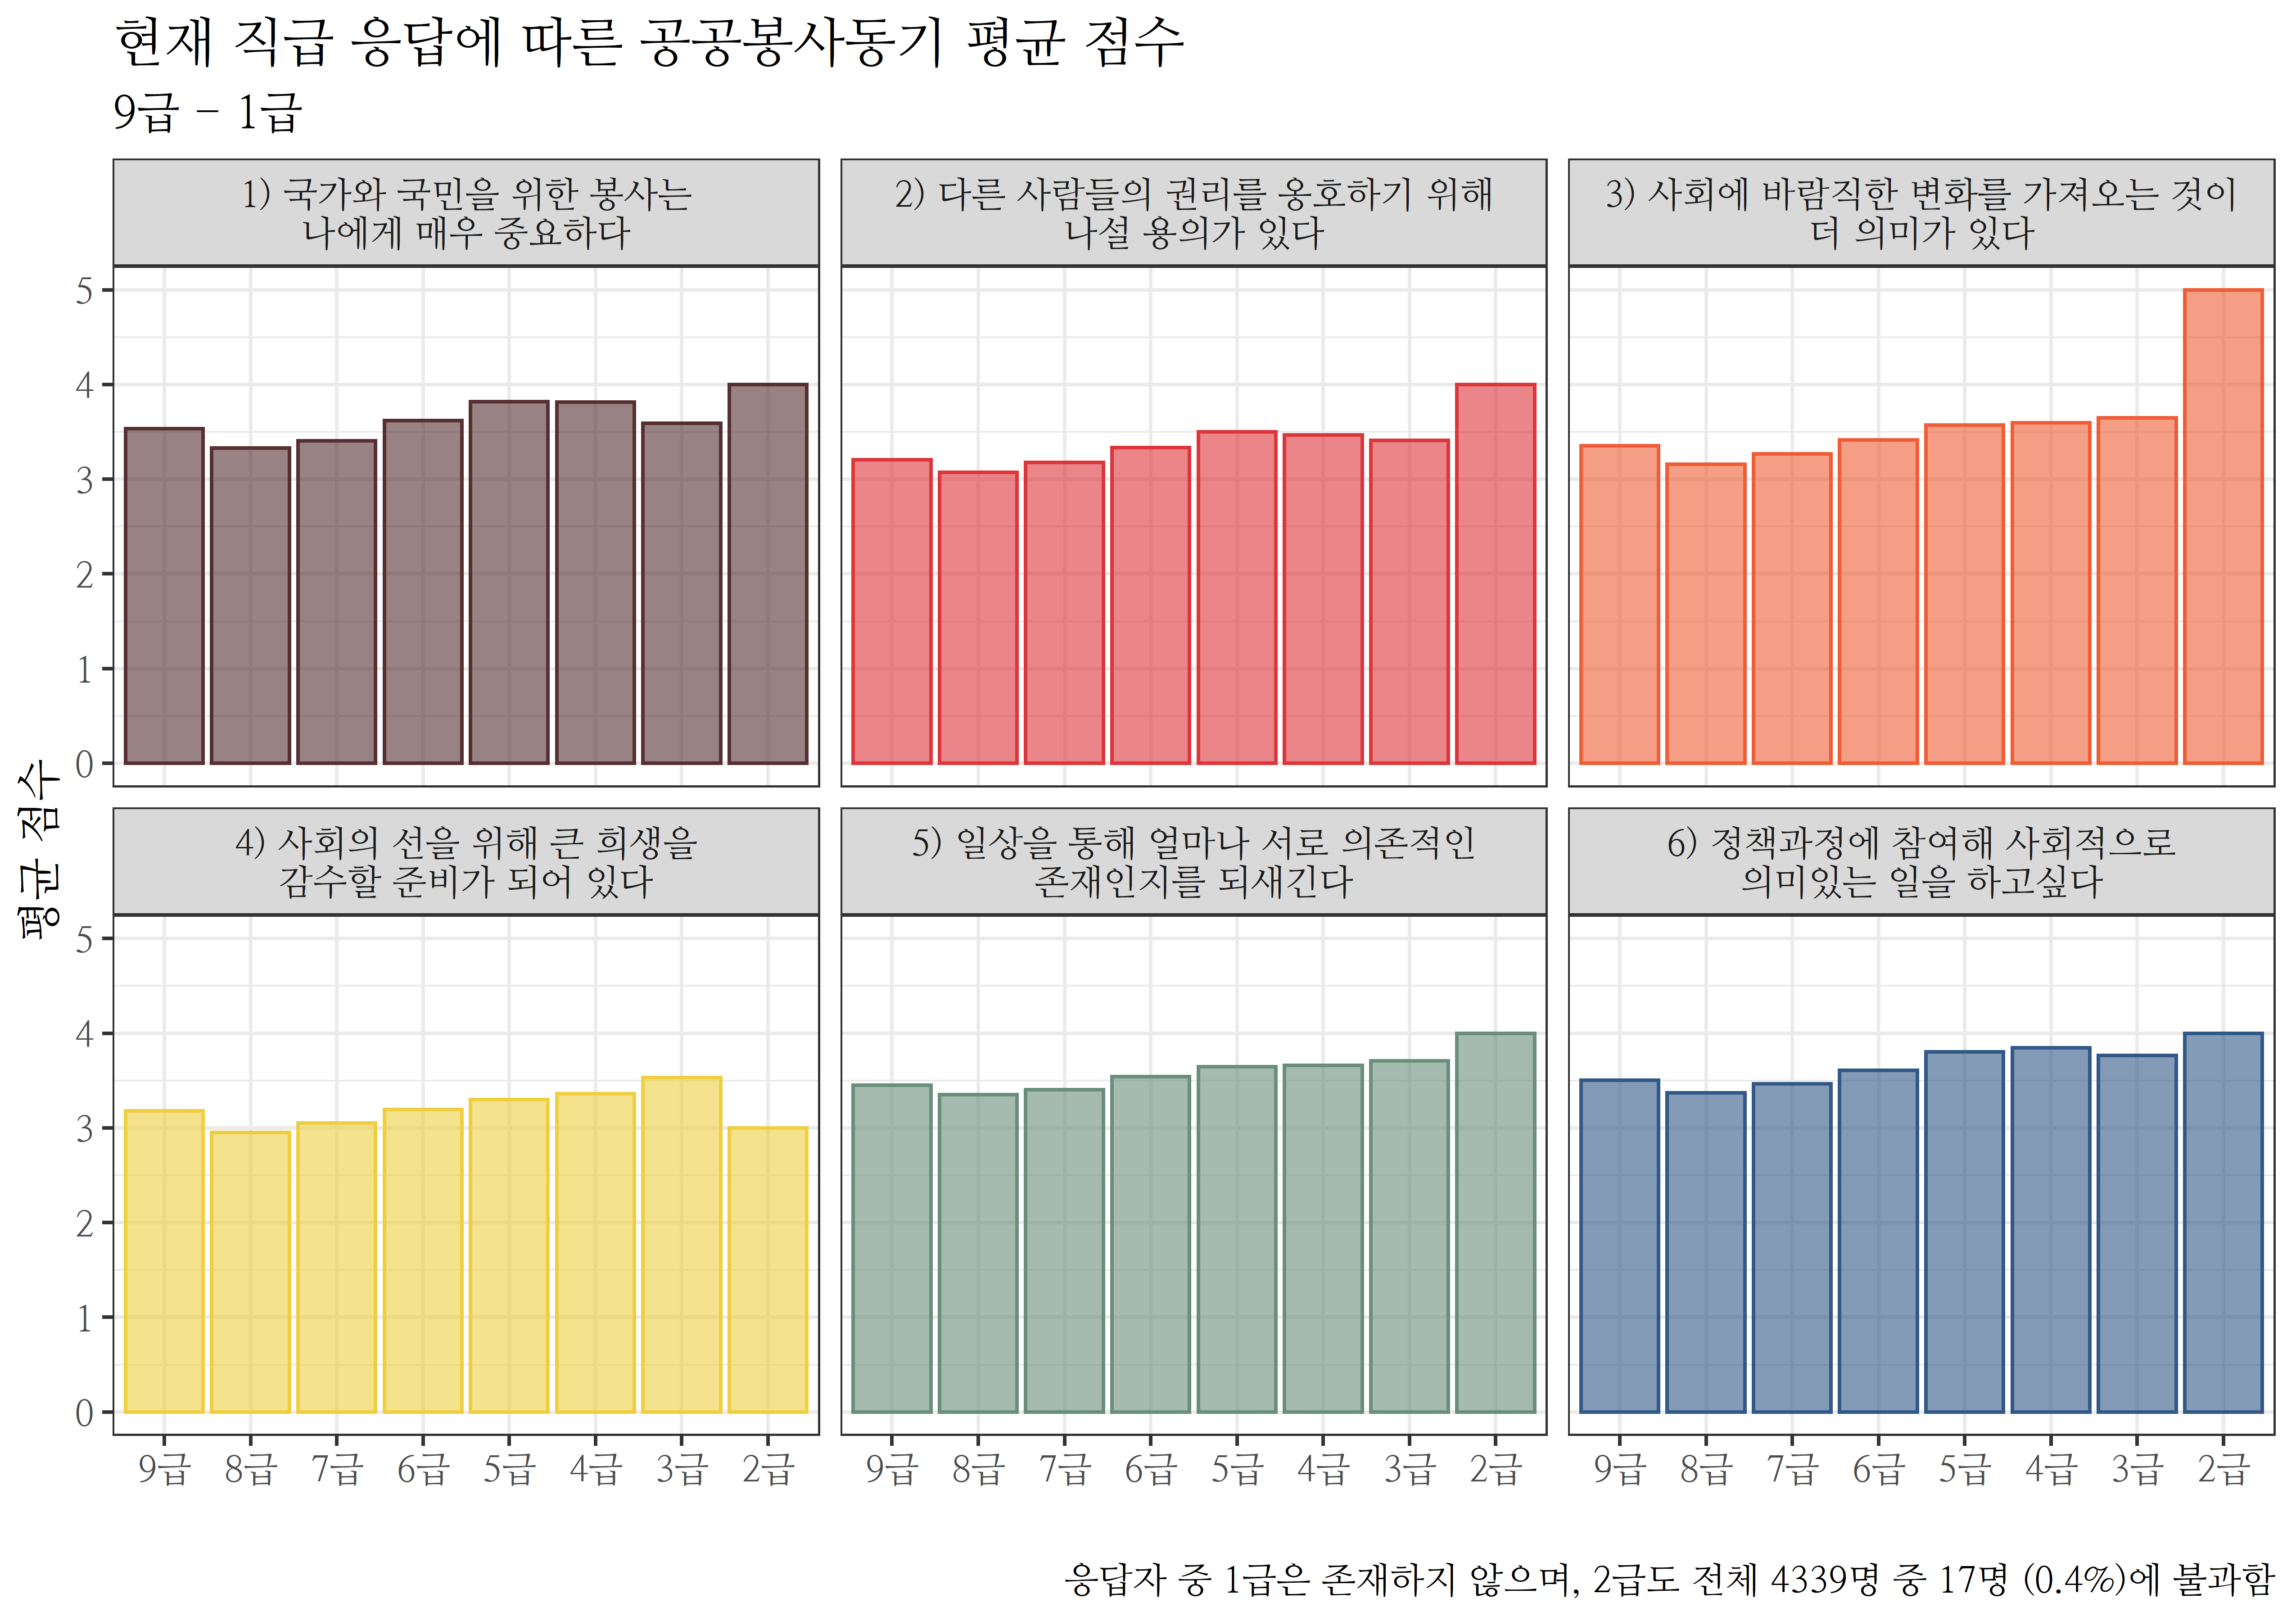 현재 직급 응답에 따른 공공봉사동기 평균 점수
9급 – 1급
1) 국가와 국민을 위한 봉사는
나에게 매우 중요하다
2) 다른 사람들의 권리를 옹호하기 위해
나설 용의가 있다
3) 사회에 바람직한 변화를 가져오는 것이
더 의미가 있다
5
4
3
2
1
0
평균 점수
4) 사회의 선을 위해 큰 희생을
감수할 준비가 되어 있다
5) 일상을 통해 얼마나 서로 의존적인
존재인지를 되새긴다
6) 정책과정에 참여해 사회적으로
의미있는 일을 하고싶다
5
4
3
2
1
0
9급 8급 7급 6급 5급 4급 3급 2급
9급 8급 7급 6급 5급 4급 3급 2급
9급 8급 7급 6급 5급 4급 3급 2급
응답자 중 1급은 존재하지 않으며, 2급도 전체 4339명 중 17명 (0.4%)에 불과함